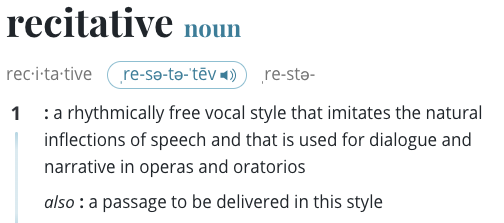 recitative noun
rec·i·ta·tive ˌre-sə-tə-ˈtēv ˌre-stə-
1 : a rhythmically free vocal style that imitates the natural
inflections of speech and that is used for dialogue and
narrative in operas and oratorios
also : a passage to be delivered in this style